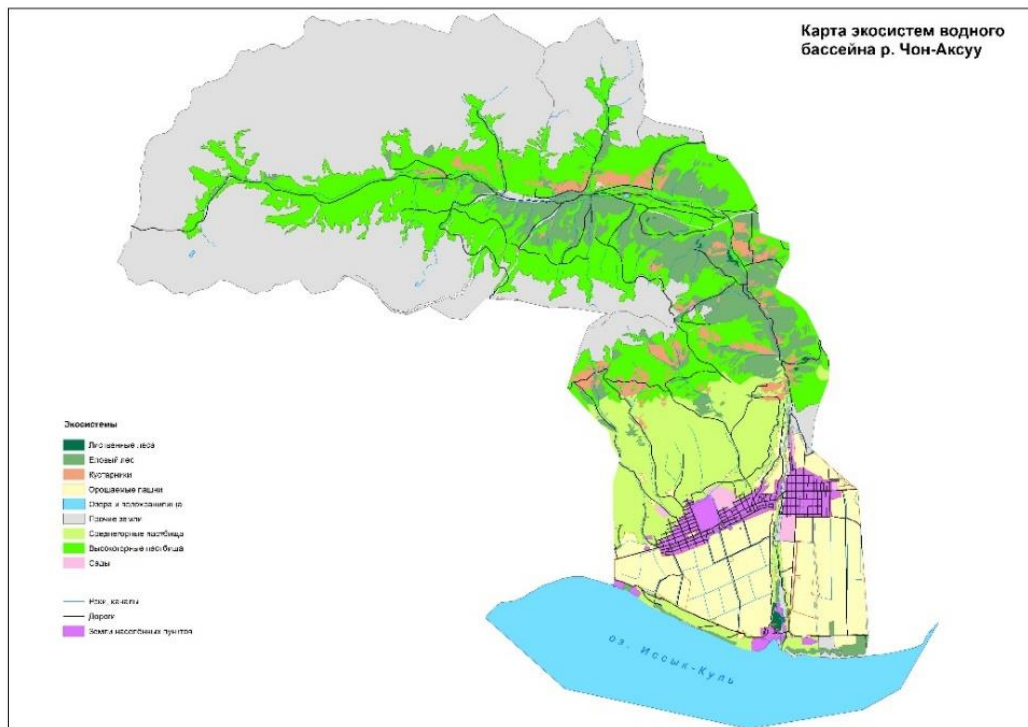 Карта экосистем водного
бассейна р. Чон-Аксуу
Экосистемы
Лиственные леса
Еловый лес
Кустарники
Орошаемые пашни
Озера и водохранилища
Прочие земли
Среднегорные пастбища
Высокогорные пастбища
Сады
Реки, каналы
Дороги
Земли населённых пунктов
оз. Иссык-Куль